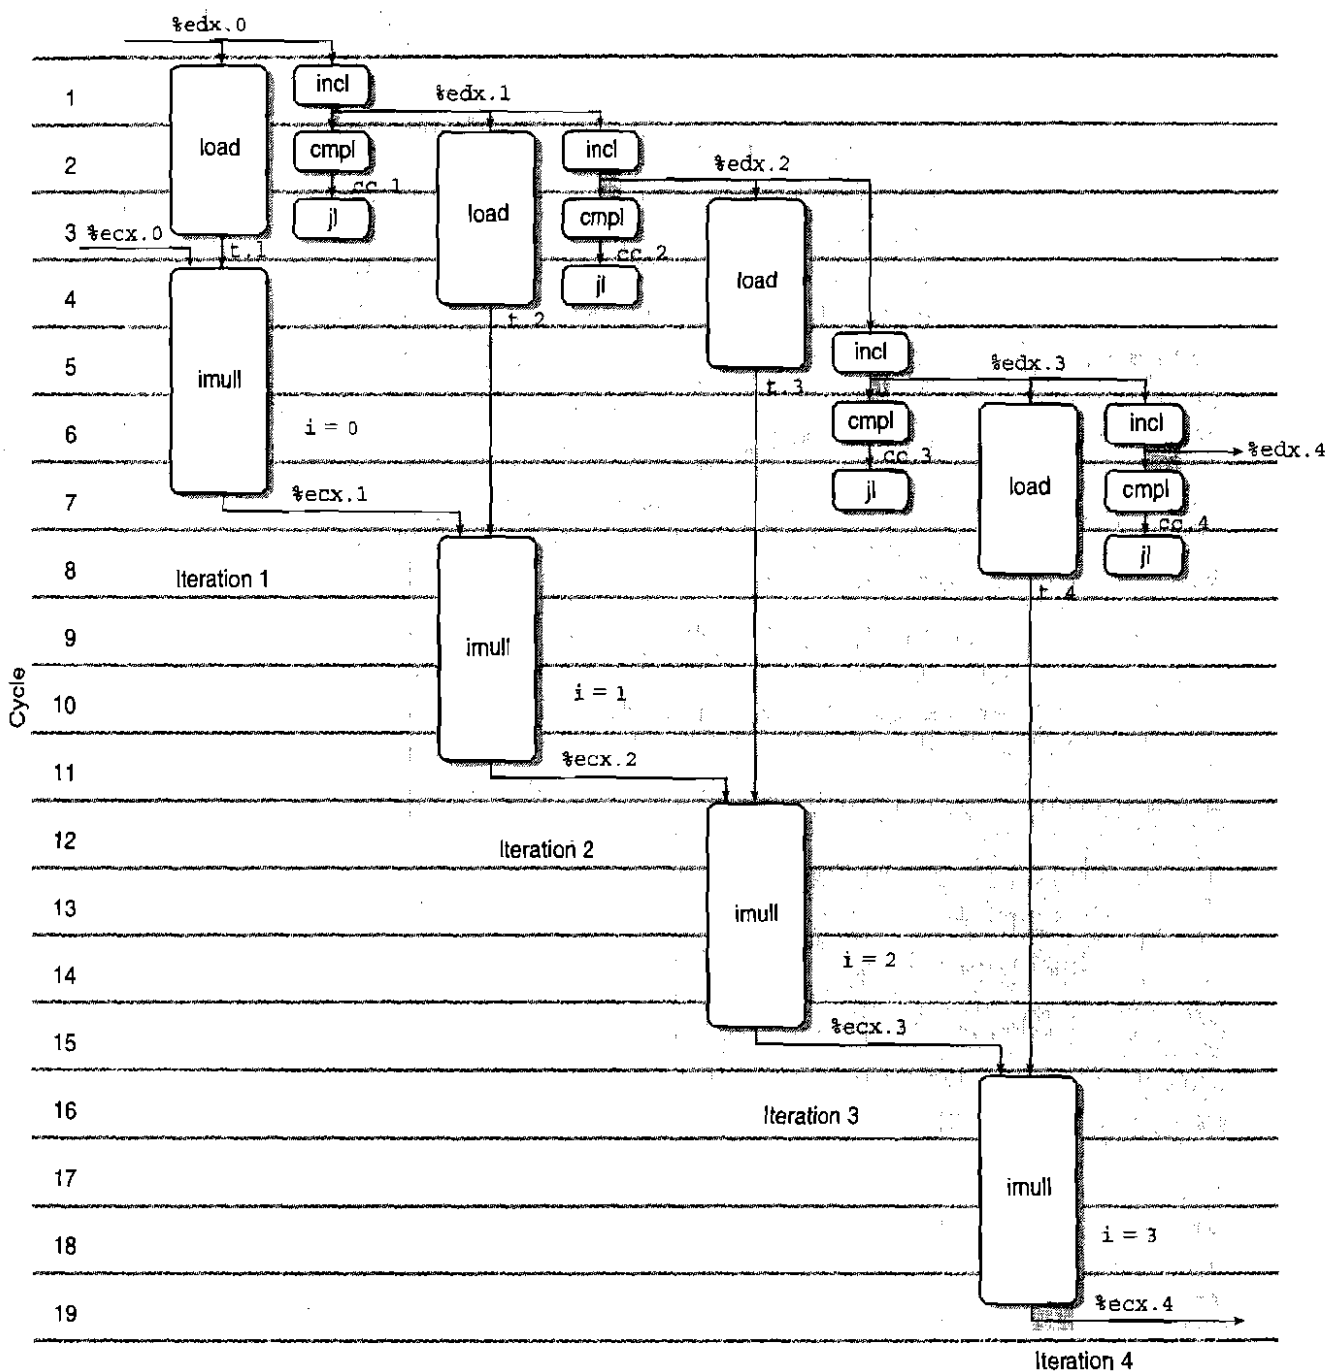 %edx.0
1
incl
%edx.1
load
2
cmpl
incl
%edx.2
cc.1
load
3
jl
cmpl
%ecx.0
t.1
cc.2
load
4
jl
t.2
5
imull
incl
%edx.3
t.3
6
i = 0
cmpl
incl
%edx.4
cc.3
load
7
%ecx.1
jl
cmpl
cc.4
8
Iteration 1
jl
t.4
9
imull
Cycle
10
i = 1
11
%ecx.2
12
Iteration 2
13
imull
14
i = 2
15
%ecx.3
16
Iteration 3
17
imull
18
i = 3
19
%ecx.4
Iteration 4